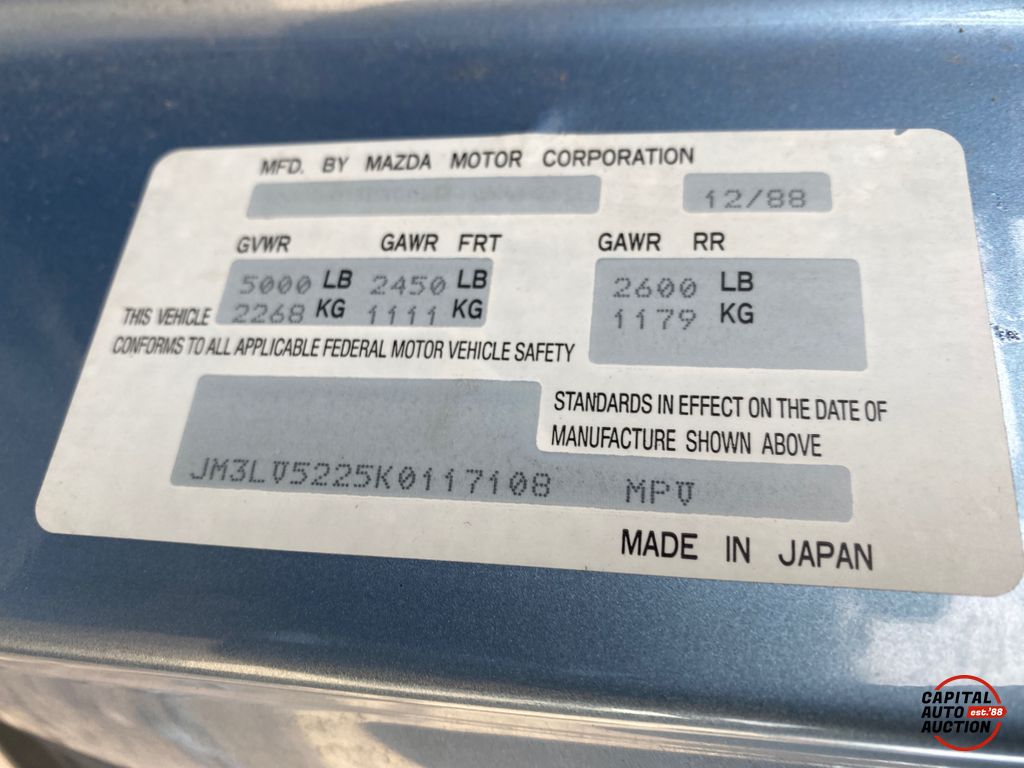 MFD. BY MAZDA MOTOR CORPORATION
12/88
GVWR GAWR FRT GAWR RR
5000 LB 2450 LB 2600 LB
THIS VEHICLE 2268 KG 1111 KG 1179 KG
CONFORMS TO ALL APPLICABLE FEDERAL MOTOR VEHICLE SAFETY
STANDARDS IN EFFECT ON THE DATE OF
MANUFACTURE SHOWN ABOVE
JM3LV5225K0117108 MPV
MADE IN JAPAN
CAPITAL
AUTO est.'88
AUCTION